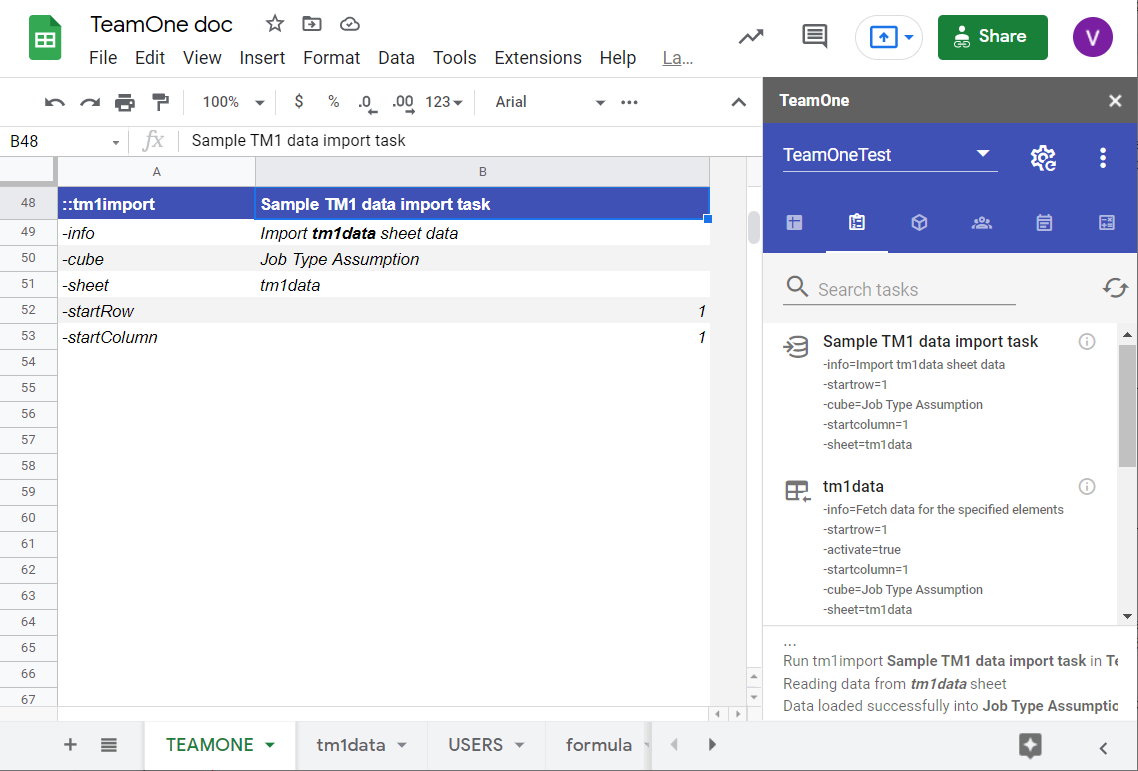 TeamOne doc
File Edit View Insert Format Data Tools Extensions Help La…
Share
V
100% $ % .0 .00 123 Arial
B48 fx Sample TM1 data import task
A B
48 ::tm1import Sample TM1 data import task
49 -info Import tm1data sheet data
50 -cube Job Type Assumption
51 -sheet tm1data
52 -startRow 1
53 -startColumn 1
54
55
56
57
58
59
60
61
62
63
64
65
66
67
TEAMONE tm1data USERS formula
TeamOne
TeamOneTest
Search tasks
Sample TM1 data import task
-info=Import tm1data sheet data
-startrow=1
-cube=Job Type Assumption
-startcolumn=1
-sheet=tm1data
tm1data
-info=Fetch data for the specified elements
-startrow=1
-activate=true
-startcolumn=1
-cube=Job Type Assumption
-sheet=tm1data
...
Run tm1import Sample TM1 data import task in Te
Reading data from tm1data sheet
Data loaded successfully into Job Type Assumptio